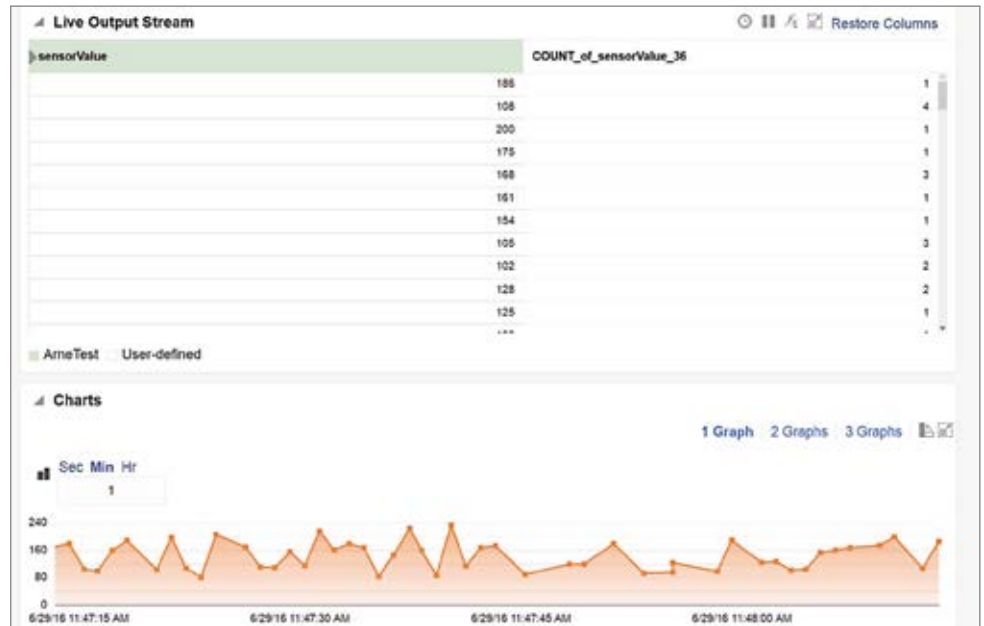 Live Output Stream Restore Columns
sensorValue COUNT_of_sensorValue_36
186 1
108 4
200 1
175 1
168 3
161 1
154 1
105 3
102 2
128 2
125 1
ArneTest User-defined
Charts
1 Graph 2 Graphs 3 Graphs
Sec Min Hr
1
240
160
80
0
6/29/16 11:47:15 AM 6/29/16 11:47:30 AM 6/29/16 11:47:45 AM 6/29/16 11:48:00 AM